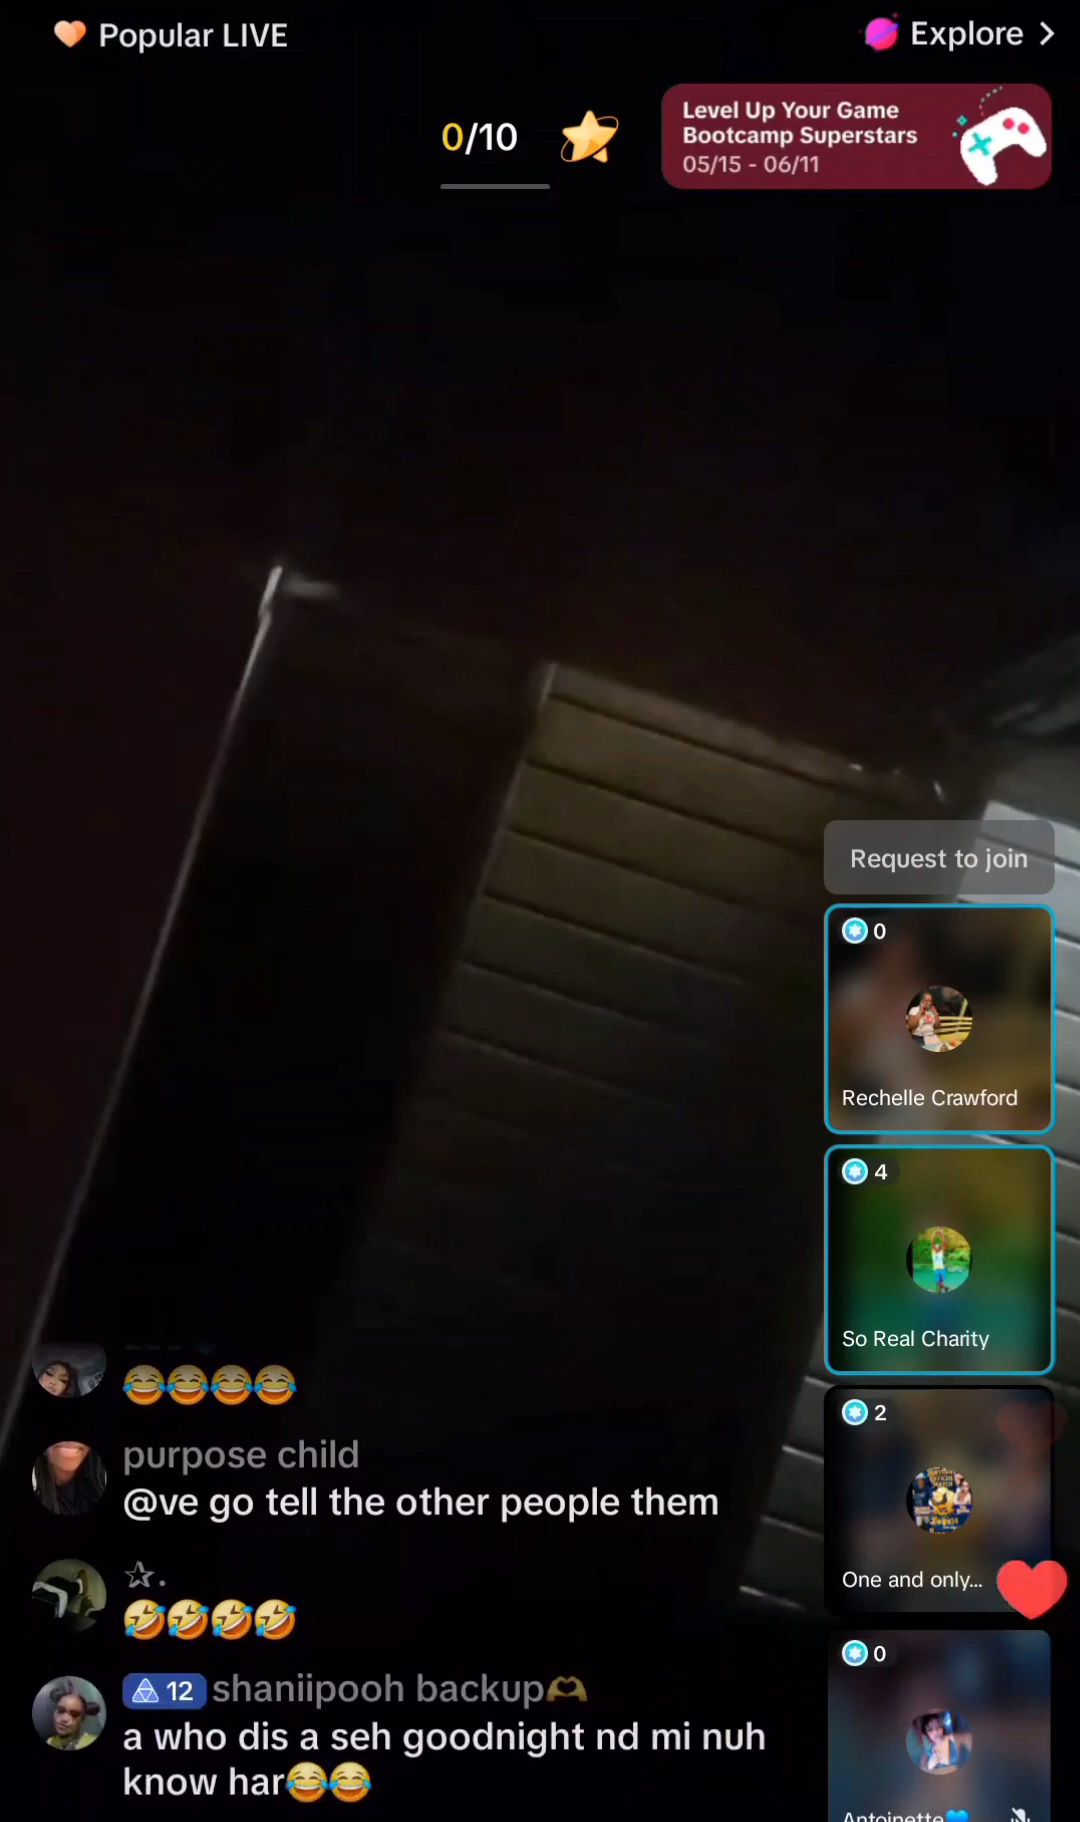 🧡 Popular LIVE
Explore >
0/10
Level Up Your Game
Bootcamp Superstars
05/15 - 06/11
Request to join
0
Rechelle Crawford
4
So Real Charity
2
One and only...
0
Antoinette💙
😂😂😂😂
purpose child
@ve go tell the other people them
☆.
🤣🤣🤣🤣
12 shaniipooh backup🫶
a who dis a seh goodnight nd mi nuh
know har😂😂